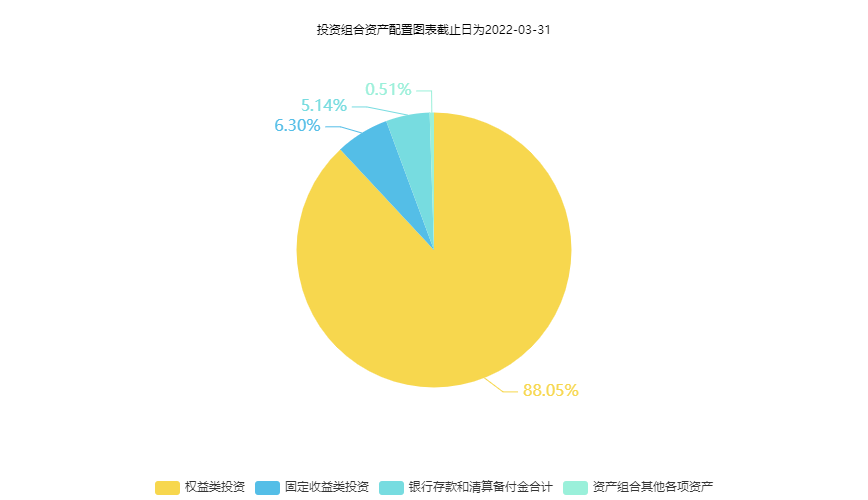 投资组合资产配置图表截止日为2022-03-31
0.51%
5.14%
6.30%
88.05%
权益类投资 固定收益类投资 银行存款和清算备付金合计 资产组合其他各项资产